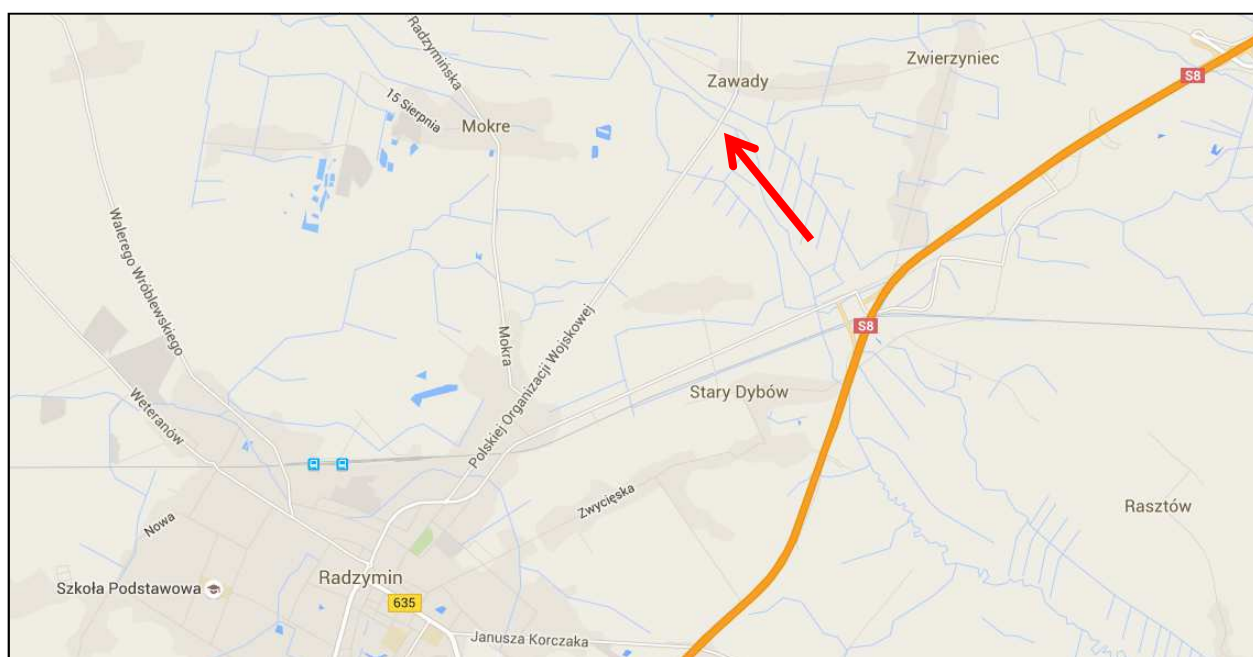 Radzymińska
15 Sierpnia
Mokre
Zawady
Zwierzyniec
S8
Walerego Wróblewskiego
Mokra
Polskiej Organizacji Wojskowej
S8
Weteranów
Stary Dybów
Zwycięska
Rasztów
Nowa
Szkoła Podstawowa
Radzymin
635
Janusza Korczaka